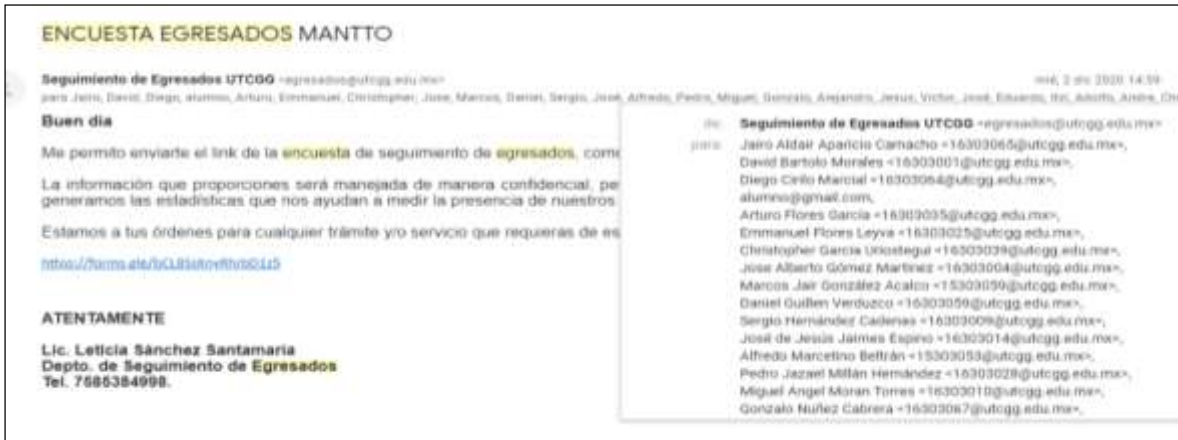 ENCUESTA EGRESADOS MANTTO
Seguimiento de Egresados UTCGG <egresados@utcgg.edu.mx>
mié, 2 dic 2020 14:59
para Jairo, David, Diego, alumno, Arturo, Emmanuel, Christopher, Jose, Marcos, Daniel, Sergio, José, Alfredo, Pedro, Miguel, Gonzalo, Alejandro, Jesus, Victor, José, Eduardo, Itzi, Adolfo, Andre, Chr
Buen dia
Me permito enviarte el link de la encuesta de seguimiento de egresados, como
La información que proporciones será manejada de manera confidencial, pe
generamos las estadísticas que nos ayudan a medir la presencia de nuestros
Estamos a tus órdenes para cualquier trámite y/o servicio que requieras de es
ATENTAMENTE
Lic. Leticia Sánchez Santamaria
Depto. de Seguimiento de Egresados
Tel. 7585384998.
de: Seguimiento de Egresados UTCGG <egresados@utcgg.edu.mx>
para: Jairo Aldair Aparicio Camacho <16303065@utcgg.edu.mx>,
David Bartolo Morales <16303001@utcgg.edu.mx>,
Diego Cirilo Marcial <16303064@utcgg.edu.mx>,
alumno@gmail.com,
Arturo Flores García <16303035@utcgg.edu.mx>,
Emmanuel Flores Leyva <16303025@utcgg.edu.mx>,
Christopher Garcia Uriostegui <16303039@utcgg.edu.mx>,
Jose Alberto Gómez Martinez <16303004@utcgg.edu.mx>,
Marcos Jair González Acalco <15303059@utcgg.edu.mx>,
Daniel Guillen Verduzco <16303059@utcgg.edu.mx>,
Sergio Hernández Cadenas <16303009@utcgg.edu.mx>,
José de Jesús Jaimes Espino <16303014@utcgg.edu.mx>,
Alfredo Marcelino Beltrán <15303053@utcgg.edu.mx>,
Pedro Jazael Millán Hernández <16303028@utcgg.edu.mx>,
Miguel Angel Moran Torres <16303010@utcgg.edu.mx>,
Gonzalo Nuñez Cabrera <16303067@utcgg.edu.mx>,